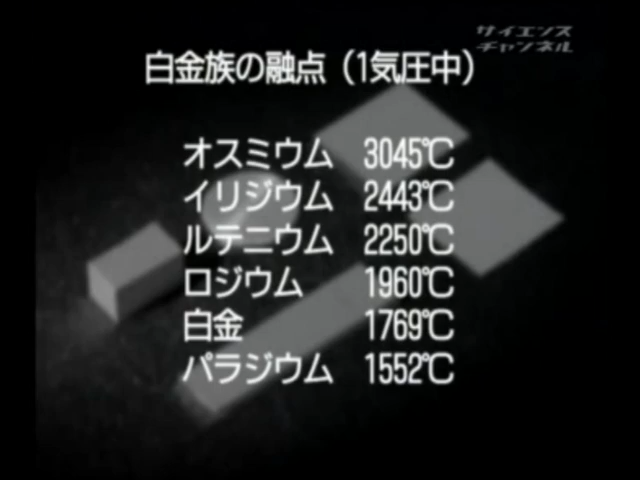 サイエンス
チャンネル
白金族の融点（1気圧中）
オスミウム 3045℃
イリジウム 2443℃
ルテニウム 2250℃
ロジウム 1960℃
白金 1769℃
パラジウム 1552℃